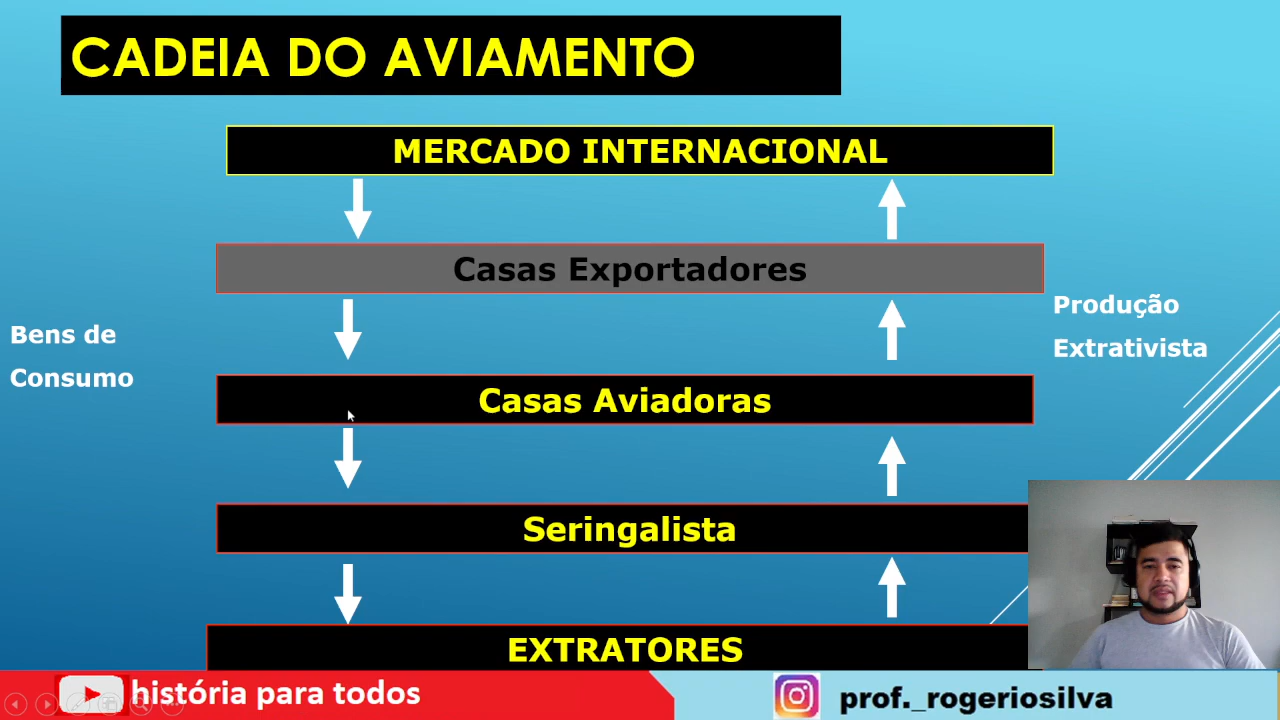 CADEIA DO AVIAMENTO
MERCADO INTERNACIONAL
Casas Exportadores
Bens de
Consumo
Produção
Extrativista
Casas Aviadoras
Seringalista
EXTRATORES
história para todos
prof._rogeriosilva